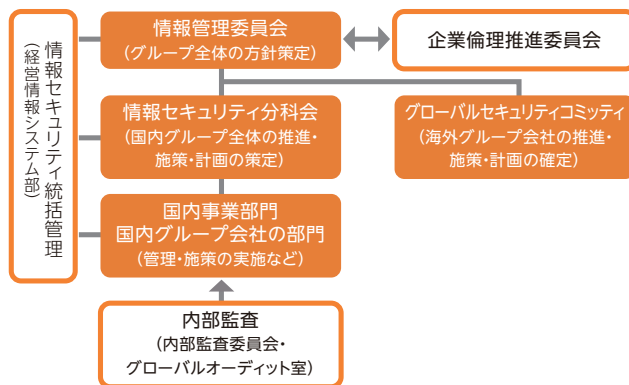 情報セキュリティ統括管理
（経営情報システム部）
情報管理委員会
(グループ全体の方針策定)
企業倫理推進委員会
情報セキュリティ分科会
(国内グループ全体の推進・
施策・計画の策定)
グローバルセキュリティコミッティ
(海外グループ会社の推進・
施策・計画の確定)
国内事業部門
国内グループ会社の部門
(管理・施策の実施など)
内部監査
(内部監査委員会・
グローバルオーディット室)